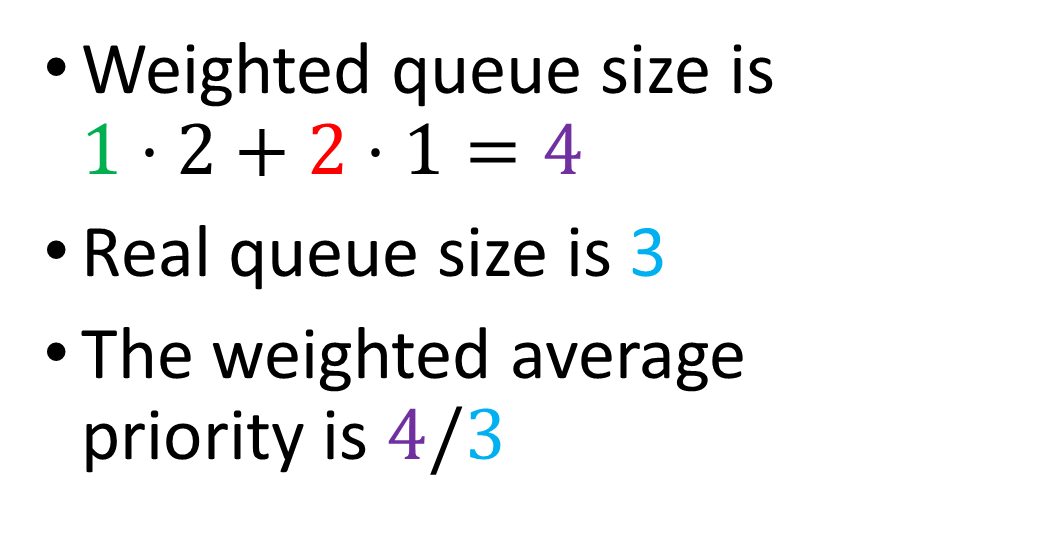 • Weighted queue size is
1 · 2 + 2 · 1 = 4
• Real queue size is 3
• The weighted average
priority is 4/3